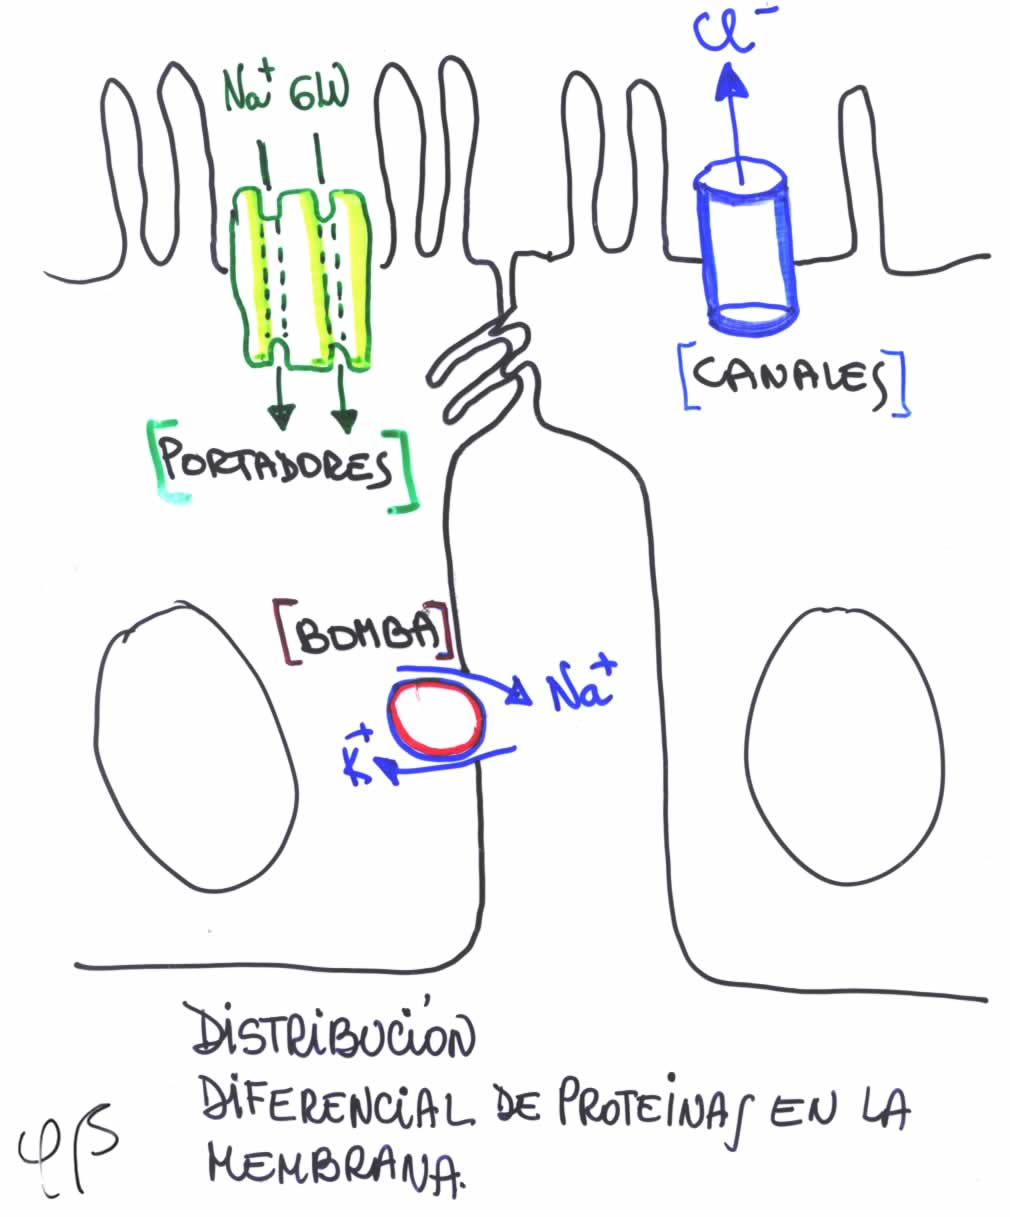 Cl⁻
Na⁺ GLU
[CANALES]
[PORTADORES]
[BOMBA]
Na⁺
K⁺
DISTRIBUCIÓN
DIFERENCIAL DE PROTEINAS EN LA
MEMBRANA.